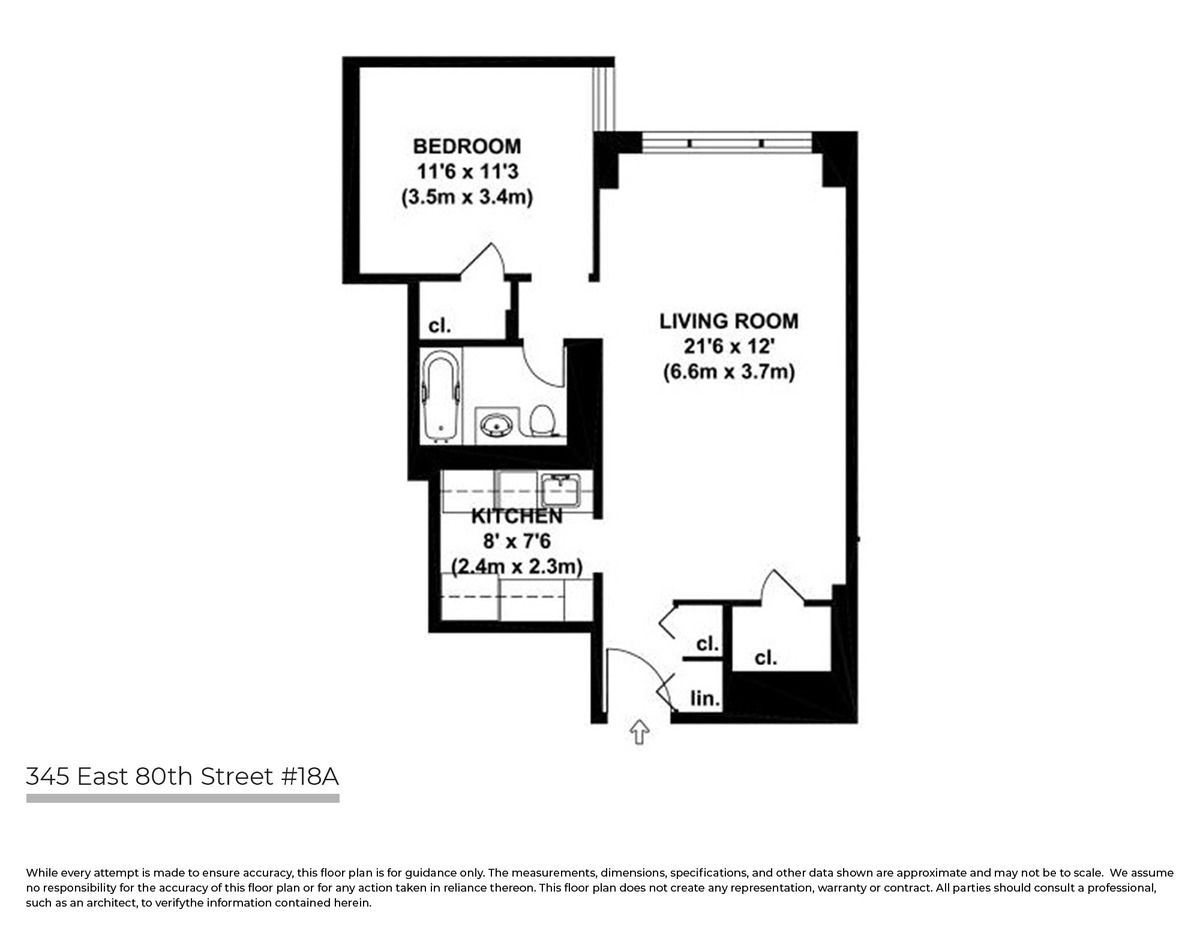 BEDROOM
11'6 x 11'3
(3.5m x 3.4m)
LIVING ROOM
21'6 x 12'
(6.6m x 3.7m)
cl.
KITCHEN
8' x 7'6
(2.4m x 2.3m)
cl.
cl.
lin.
345 East 80th Street #18A
While every attempt is made to ensure accuracy, this floor plan is for guidance only. The measurements, dimensions, specifications, and other data shown are approximate and may not be to scale.  We assume
no responsibility for the accuracy of this floor plan or for any action taken in reliance thereon. This floor plan does not create any representation, warranty or contract. All parties should consult a professional,
such as an architect, to verifythe information contained herein.